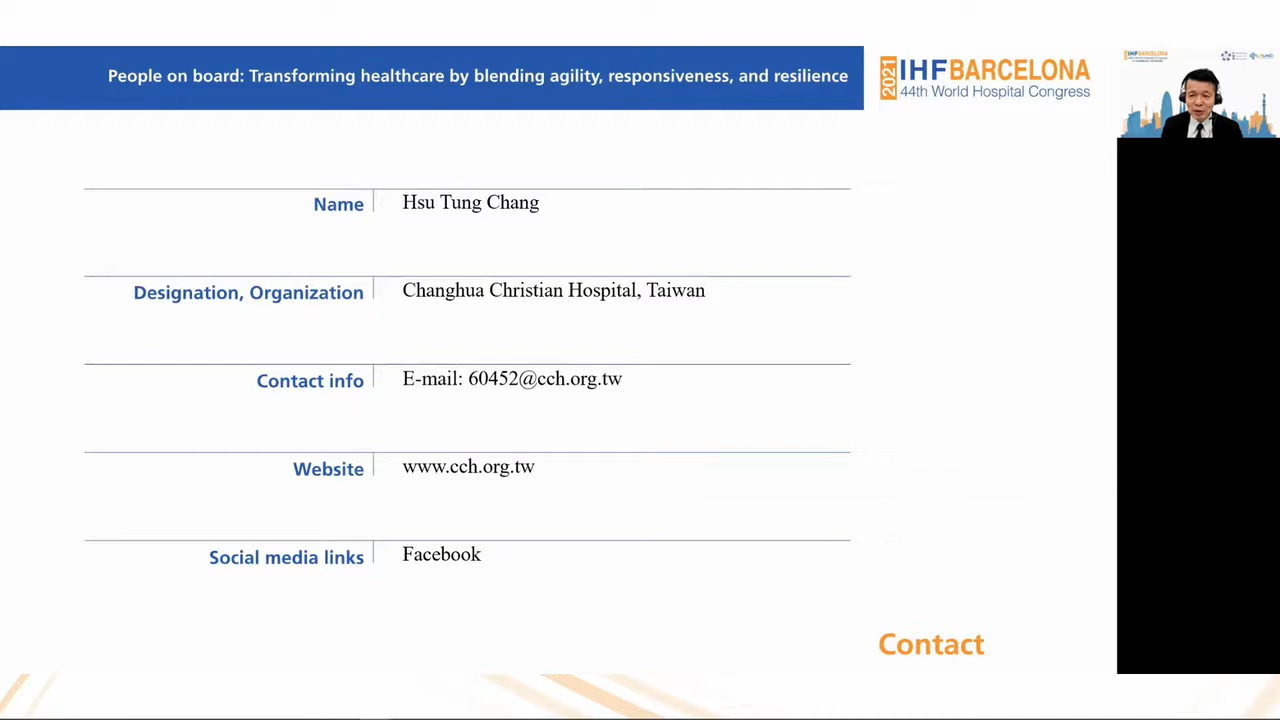 People on board: Transforming healthcare by blending agility, responsiveness, and resilience
2021 IHFBARCELONA
44th World Hospital Congress
IHFBARCELONA
Name Hsu Tung Chang
Designation, Organization Changhua Christian Hospital, Taiwan
Contact info E-mail: 60452@cch.org.tw
Website www.cch.org.tw
Social media links Facebook
Contact